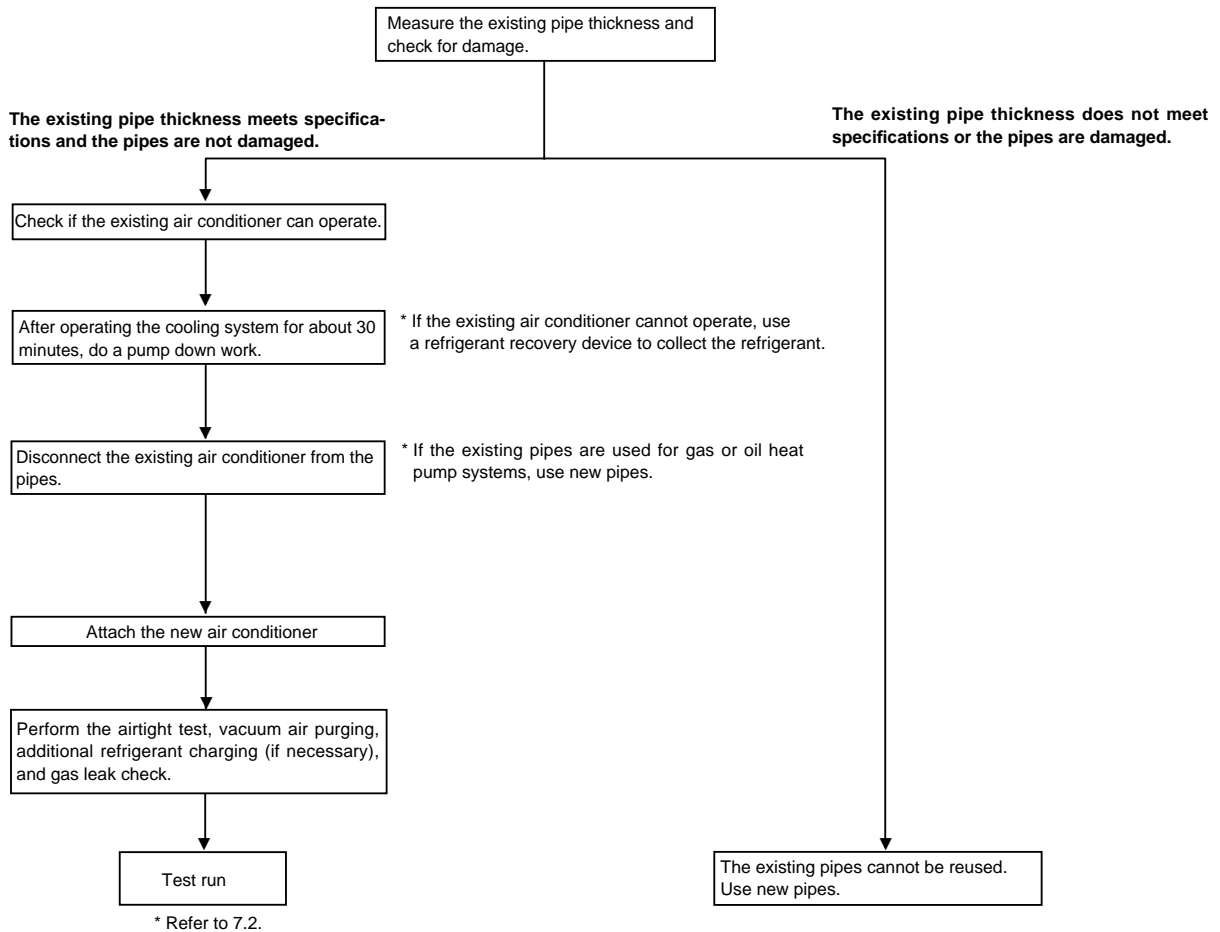 Measure the existing pipe thickness and
check for damage.
The existing pipe thickness meets specifica-
tions and the pipes are not damaged.
The existing pipe thickness does not meet
specifications or the pipes are damaged.
Check if the existing air conditioner can operate.
After operating the cooling system for about 30
minutes, do a pump down work.
* If the existing air conditioner cannot operate, use
a refrigerant recovery device to collect the refrigerant.
Disconnect the existing air conditioner from the
pipes.
* If the existing pipes are used for gas or oil heat
pump systems, use new pipes.
Attach the new air conditioner
Perform the airtight test, vacuum air purging,
additional refrigerant charging (if necessary),
and gas leak check.
Test run
* Refer to 7.2.
The existing pipes cannot be reused.
Use new pipes.